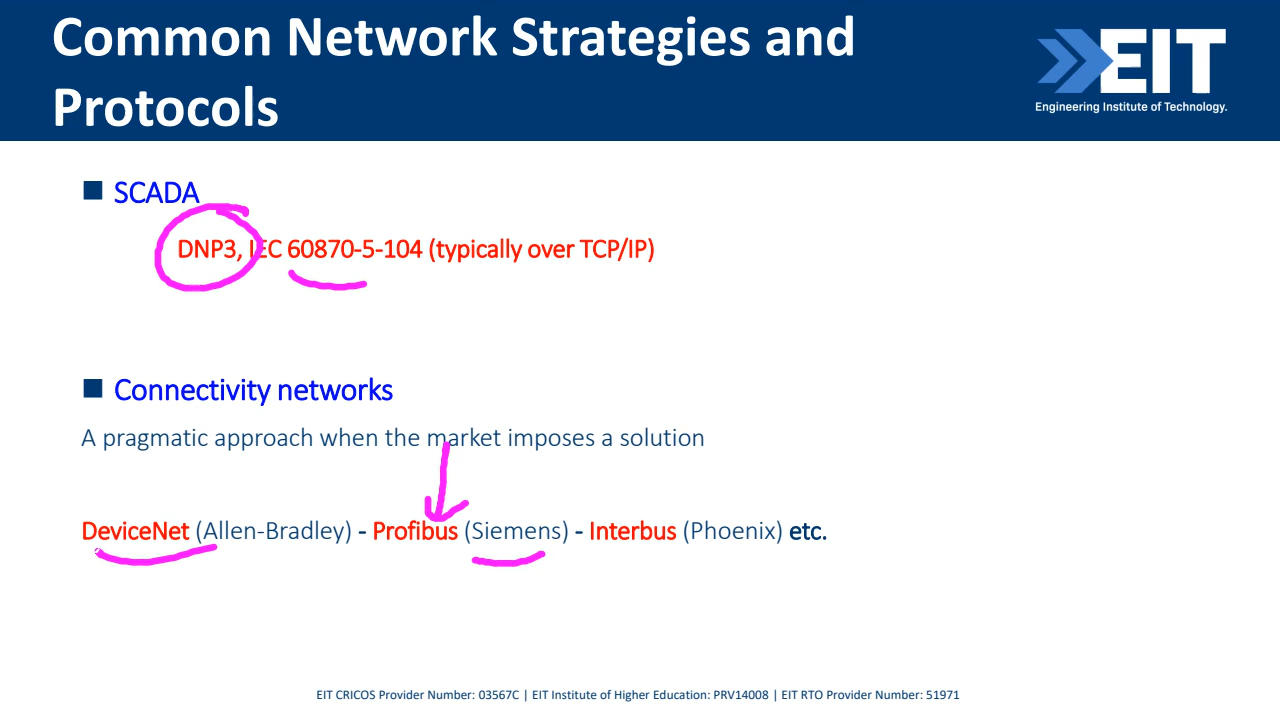 Common Network Strategies and
Protocols
EIT
Engineering Institute of Technology.
SCADA
DNP3, IEC 60870-5-104 (typically over TCP/IP)
Connectivity networks
A pragmatic approach when the market imposes a solution
DeviceNet (Allen-Bradley) - Profibus (Siemens) - Interbus (Phoenix) etc.
EIT CRICOS Provider Number: 03567C | EIT Institute of Higher Education: PRV14008 | EIT RTO Provider Number: 51971